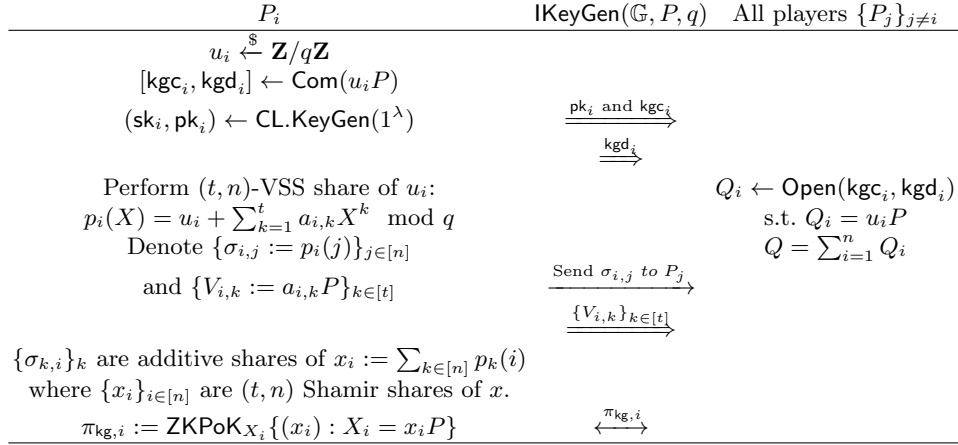 P_i IKeyGen(𝔾, P, q) All players {P_j}_{j≠i}
u_i ←$ Z/qZ
[kgc_i, kgd_i] ← Com(u_iP)
(sk_i, pk_i) ← CL.KeyGen(1^λ) pk_i and kgc_i ⟹
kgd_i ⟹
Perform (t, n)-VSS share of u_i: Q_i ← Open(kgc_i, kgd_i)
p_i(X) = u_i + ∑_{k=1}^t a_{i,k}X^k mod q s.t. Q_i = u_iP
Denote {σ_{i,j} := p_i(j)}_{j∈[n]} Q = ∑_{i=1}^n Q_i
and {V_{i,k} := a_{i,k}P}_{k∈[t]} Send σ_{i,j} to P_j ⟶
{V_{i,k}}_{k∈[t]} ⟹
{σ_{k,i}}_k are additive shares of x_i := ∑_{k∈[n]} p_k(i)
where {x_i}_{i∈[n]} are (t, n) Shamir shares of x.
π_{kg,i} := ZKPoK_{X_i}{(x_i) : X_i = x_iP} π_{kg,i} ⟷